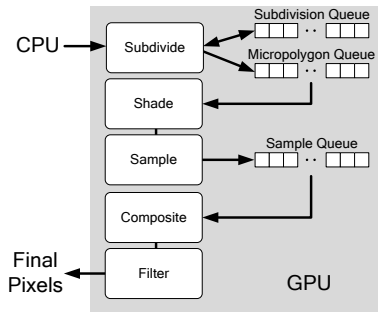 Subdivision Queue
CPU
Subdivide
Micropolygon Queue
Shade
Sample Queue
Sample
Composite
Final
Pixels
Filter
GPU